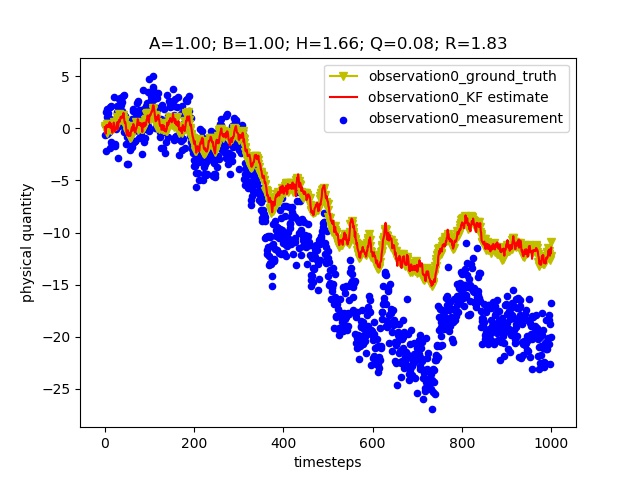 A=1.00; B=1.00; H=1.66; Q=0.08; R=1.83
observation0_ground_truth
observation0_KF estimate
observation0_measurement
physical quantity
5
0
−5
−10
−15
−20
−25
0 200 400 600 800 1000
timesteps